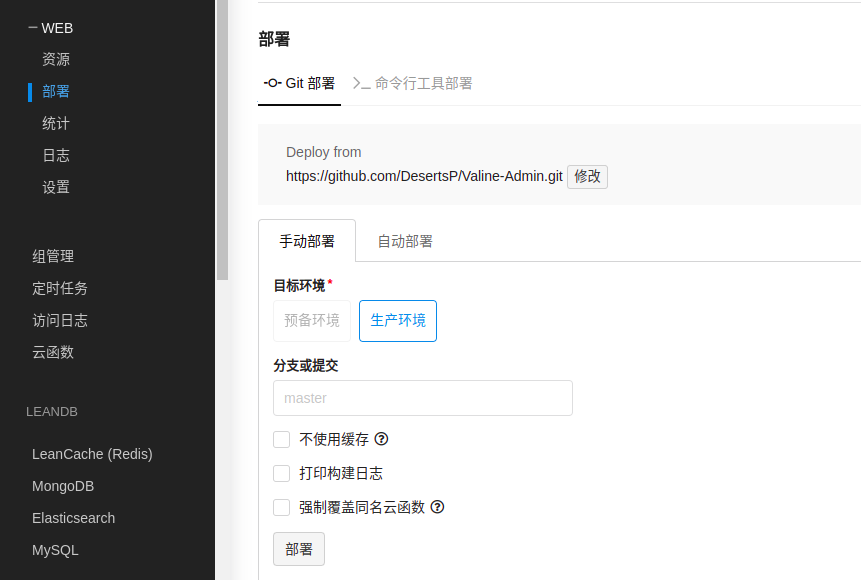 WEB
资源
部署
统计
日志
设置
组管理
定时任务
访问日志
云函数
LEANDB
LeanCache (Redis)
MongoDB
Elasticsearch
MySQL
部署
Git 部署 命令行工具部署
Deploy from
https://github.com/DesertsP/Valine-Admin.git 修改
手动部署 自动部署
目标环境*
预备环境 生产环境
分支或提交
master
不使用缓存
打印构建日志
强制覆盖同名云函数
部署